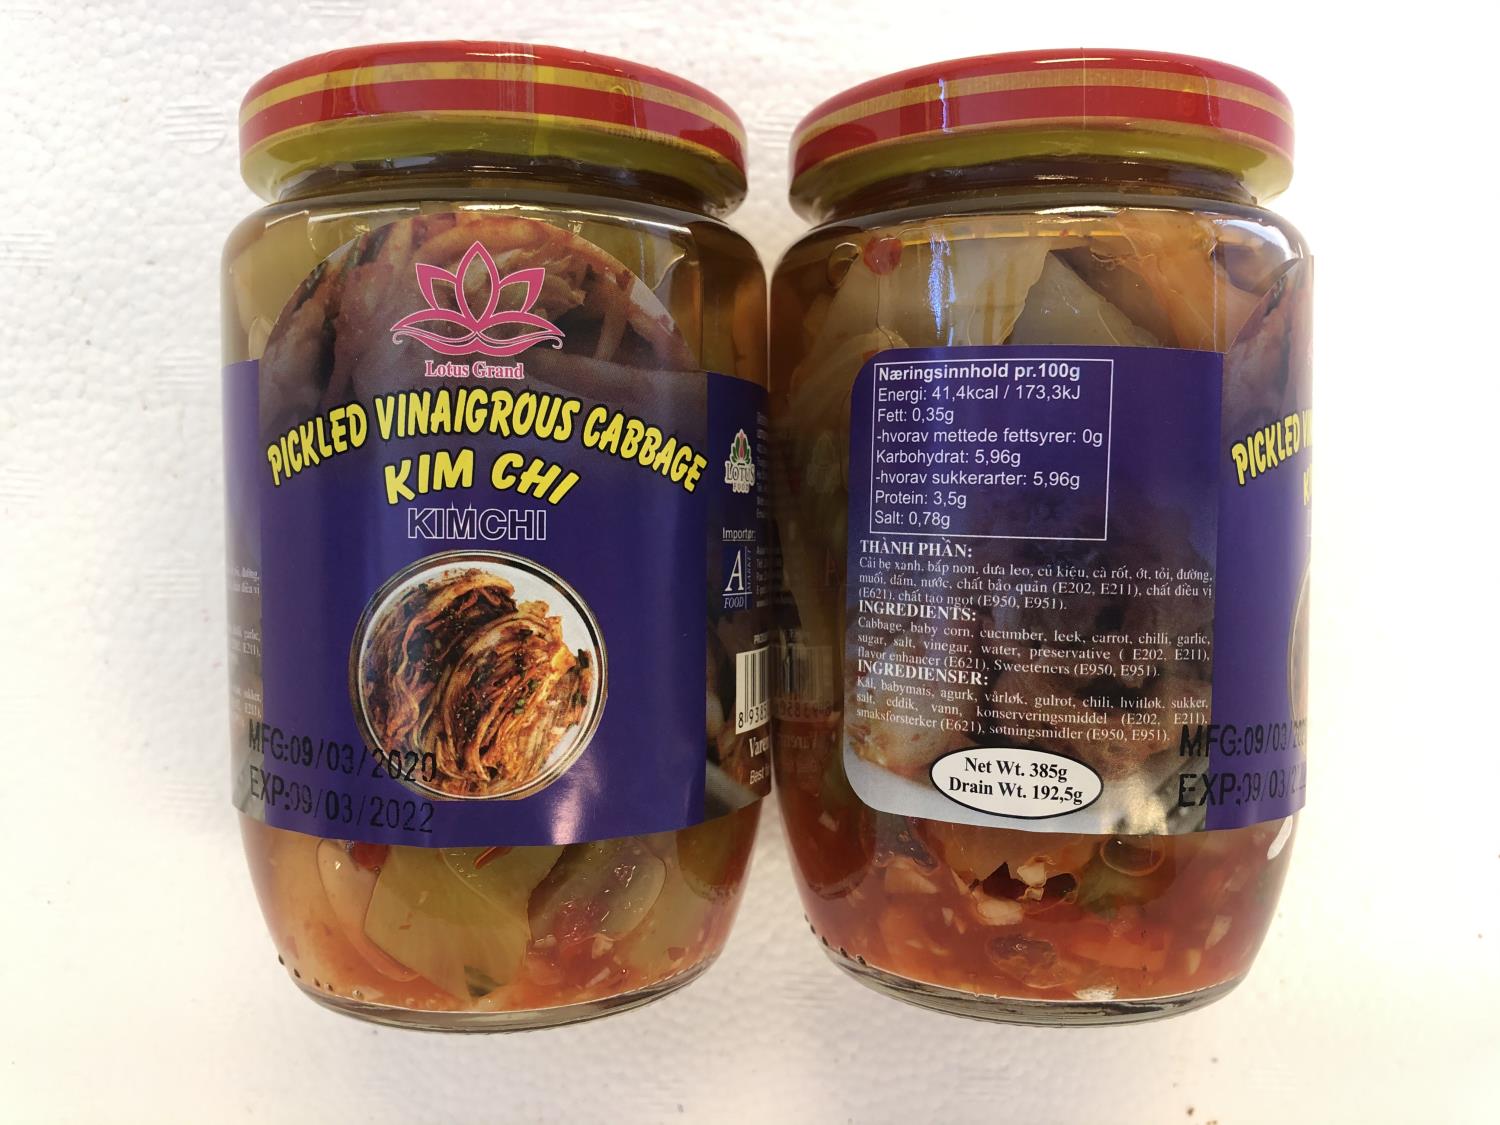 Lotus Grand
PICKLED VINAIGROUS CABBAGE
KIM CHI
KIMCHI
LOTUS
FOOD
Importør:
A
FOOD
MARKET
MFG:09/03/2020
EXP:09/03/2022
Best
Næringsinnhold pr.100g
Energi: 41,4kcal / 173,3kJ
Fett: 0,35g
-hvorav mettede fettsyrer: 0g
Karbohydrat: 5,96g
-hvorav sukkerarter: 5,96g
Protein: 3,5g
Salt: 0,78g
THÀNH PHẦN:
Cải bẹ xanh, bắp non, dưa leo, củ kiệu, cà rốt, ớt, tỏi, đường,
muối, dấm, nước, chất bảo quản (E202, E211), chất điều vị
(E621), chất tạo ngọt (E950, E951).
INGREDIENTS:
Cabbage, baby corn, cucumber, leek, carrot, chilli, garlic,
sugar, salt, vinegar, water, preservative ( E202, E211),
flavor enhancer (E621), Sweeteners (E950, E951).
INGREDIENSER:
Kål, babymais, agurk, vårløk, gulrot, chili, hvitløk, sukker,
salt, eddik, vann, konserveringsmiddel (E202, E211),
smaksforsterker (E621), søtningsmidler (E950, E951).
Net Wt. 385g
Drain Wt. 192,5g
PICKLED
MFG:09/03/
EXP:09/03/